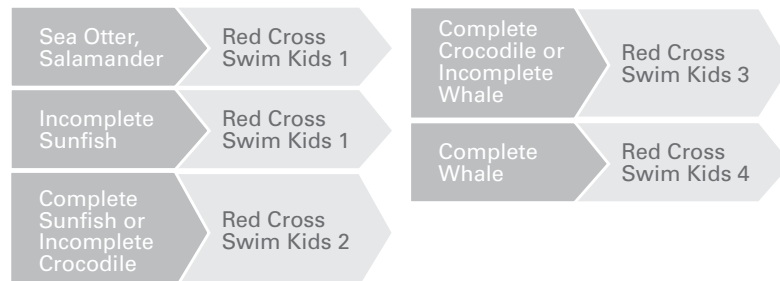 Sea Otter,
Salamander
Red Cross
Swim Kids 1
Incomplete
Sunfish
Red Cross
Swim Kids 1
Complete
Sunfish or
Incomplete
Crocodile
Red Cross
Swim Kids 2
Complete
Crocodile or
Incomplete
Whale
Red Cross
Swim Kids 3
Complete
Whale
Red Cross
Swim Kids 4